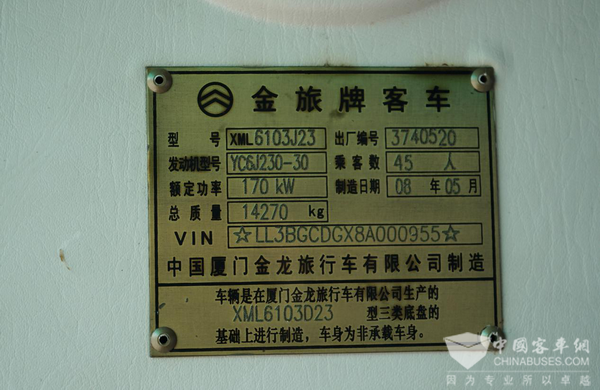 金旅牌客车
型号 XML6103J23 出厂编号 3740520
发动机型号 YC6J230-30 乘客数 45 人
额定功率 170 kW 制造日期 08 年 05 月
总质量 14270 kg
VIN ☆LL3BGCDGX8A000955☆
中国厦门金龙旅行车有限公司制造
车辆是在厦门金龙旅行车有限公司生产的
XML6103D23 型三类底盘的
基础上进行制造，车身为非承载车身。
中國客車網
CHINABUSES.COM
因为专业所以卓越